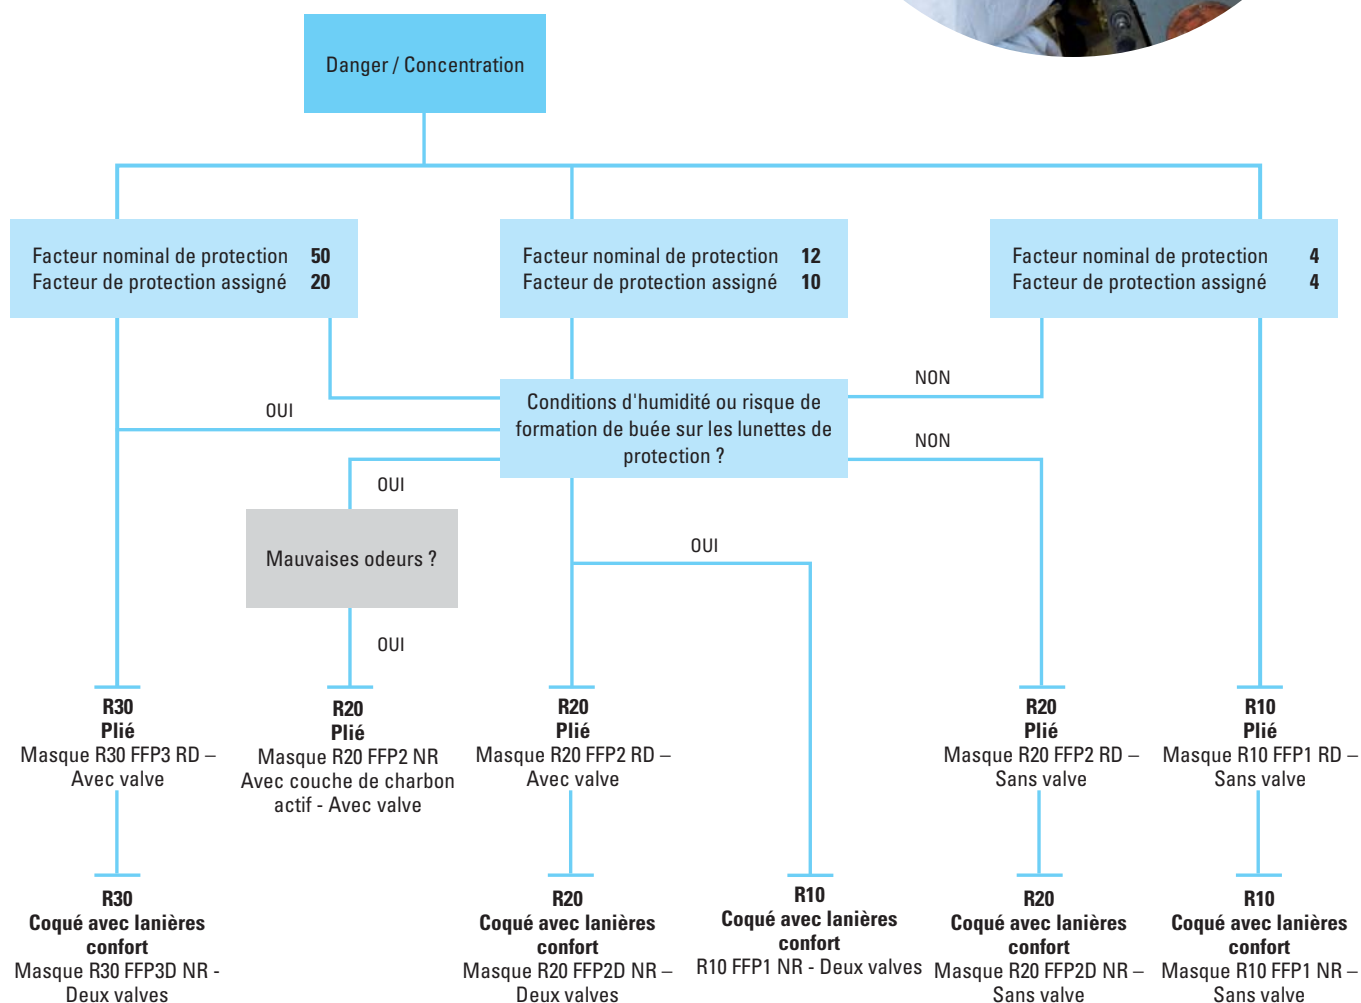 Danger / Concentration
Facteur nominal de protection 50
Facteur de protection assigné 20
Facteur nominal de protection 12
Facteur de protection assigné 10
Facteur nominal de protection 4
Facteur de protection assigné 4
NON
OUI
Conditions d'humidité ou risque de
formation de buée sur les lunettes de
protection ?
NON
OUI
Mauvaises odeurs ?
OUI
OUI
R30
Plié
Masque R30 FFP3 RD –
Avec valve
R20
Plié
Masque R20 FFP2 NR
Avec couche de charbon
actif - Avec valve
R20
Plié
Masque R20 FFP2 RD –
Avec valve
R20
Plié
Masque R20 FFP2 RD –
Sans valve
R10
Plié
Masque R10 FFP1 RD –
Sans valve
R30
Coqué avec lanières
confort
Masque R30 FFP3D NR -
Deux valves
R20
Coqué avec lanières
confort
Masque R20 FFP2D NR –
Deux valves
R10
Coqué avec lanières
confort
R10 FFP1 NR - Deux valves
R20
Coqué avec lanières
confort
Masque R20 FFP2D NR –
Sans valve
R10
Coqué avec lanières
confort
Masque R10 FFP1 NR –
Sans valve